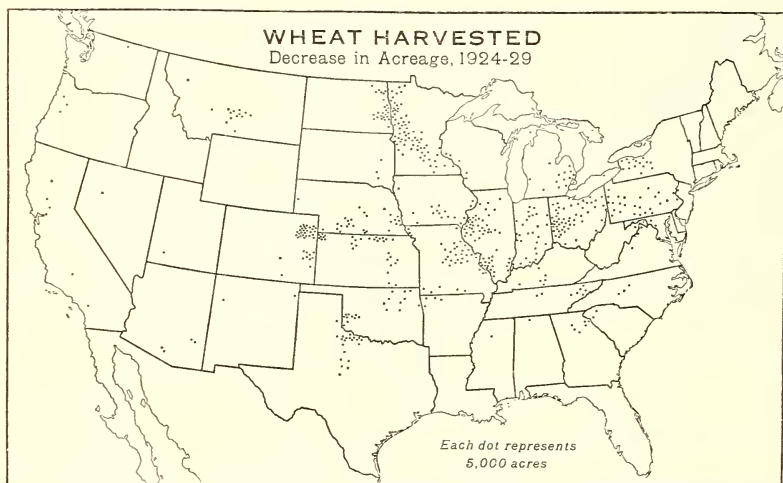 WHEAT HARVESTED
Decrease in Acreage, 1924-29
Each dot represents
5,000 acres